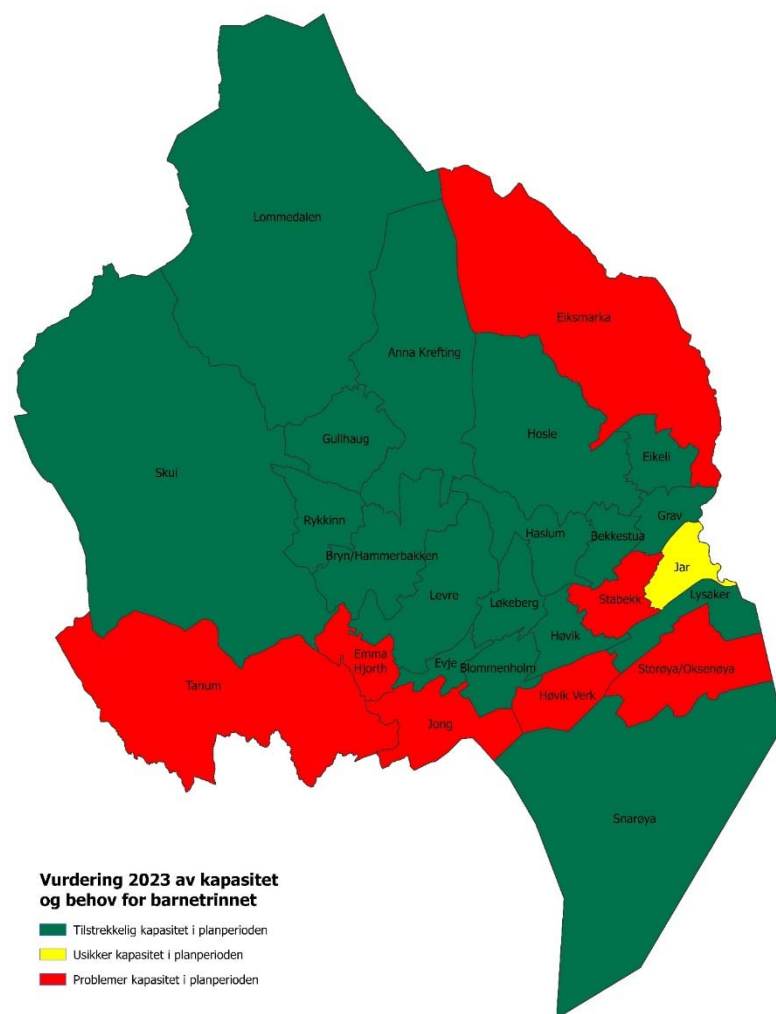 Lommedalen
Eiksmarka
Anna Krefting
Hosle
Gullhaug
Eikeli
Skui
Rykkinn
Grav
Haslum
Bekkestua
Bryn/Hammerbakken
Jar
Levre
Løkeberg
Stabekk
Lysaker
Høvik
Emma
Hjorth
Evje
Blommenholm
Storøya/Oksenøya
Tanum
Høvik Verk
Jong
Snarøya
Vurdering 2023 av kapasitet
og behov for barnetrinnet
Tilstrekkelig kapasitet i planperioden
Usikker kapasitet i planperioden
Problemer kapasitet i planperioden